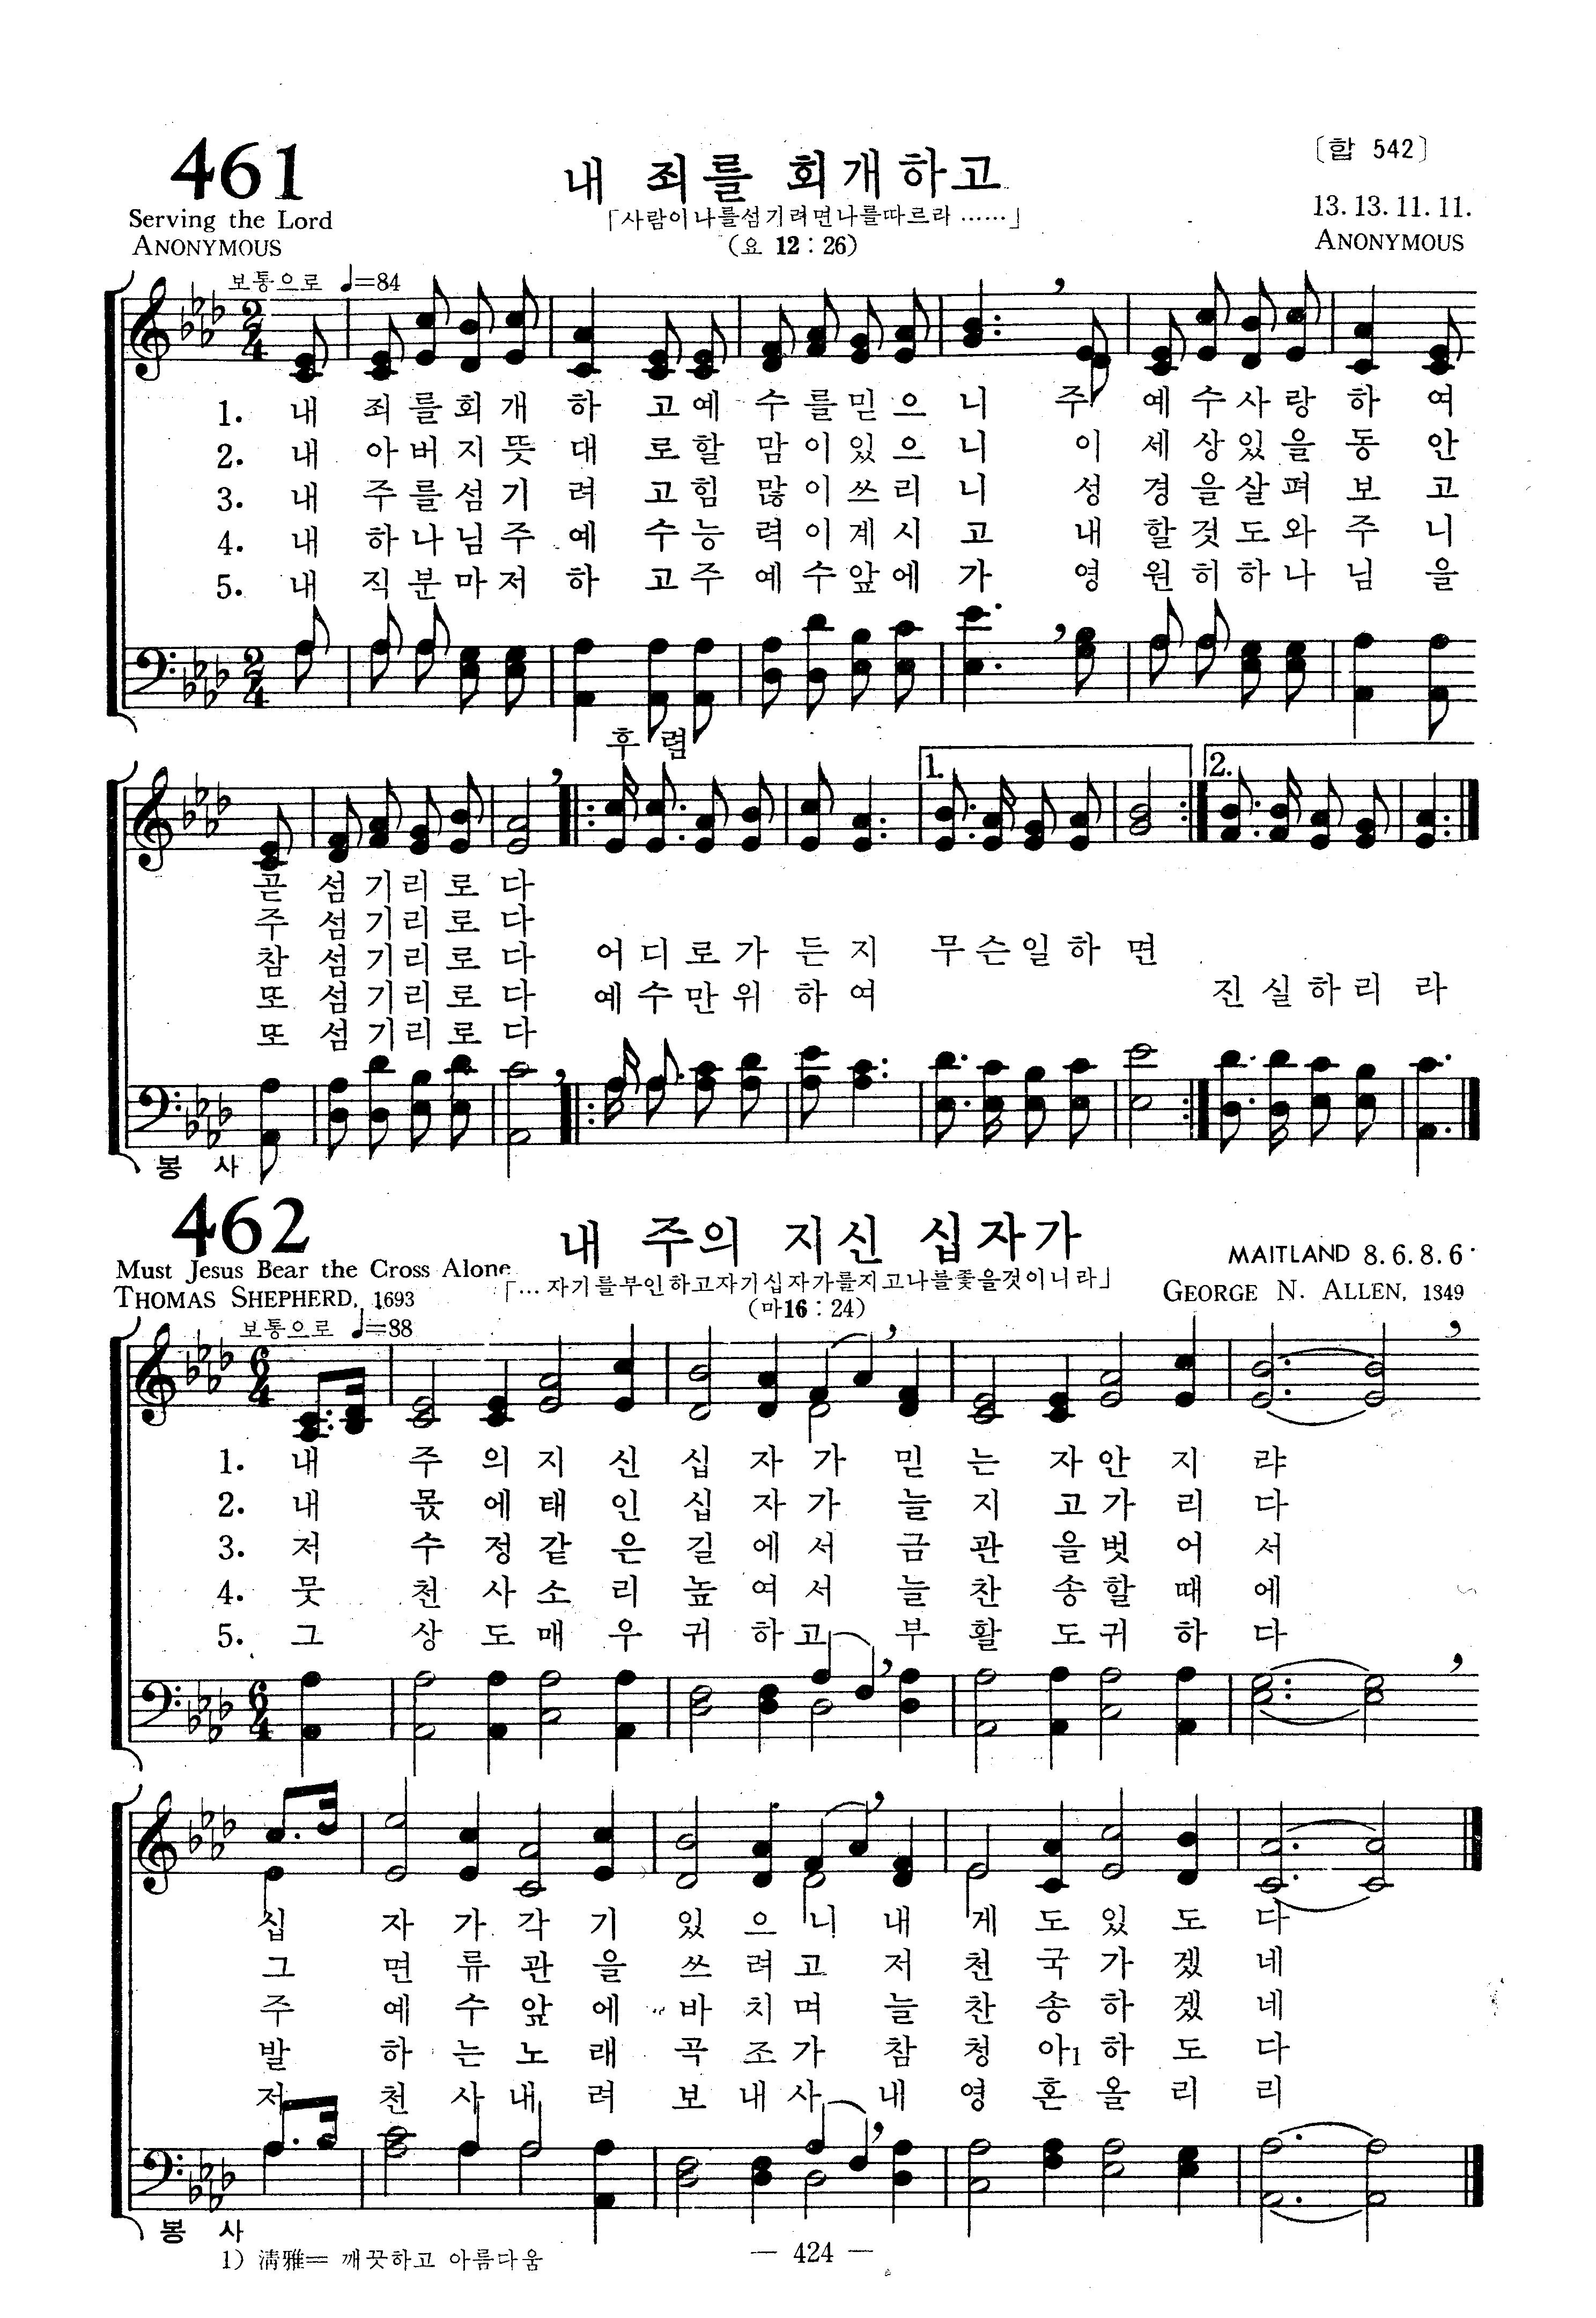 461
내 죄를 회개하고
〔합 542〕
Serving the Lord
ANONYMOUS
「사람이나를섬기려면나를따르라 ……」
(요 12 : 26)
13. 13. 11. 11.
ANONYMOUS
보통으로 ♩=84
1. 내 죄를회개 하 고예 수를믿으 니 주 예수사랑하 여
2. 내 아버지뜻 대 로할 맘이있으 니 이 세상있을동 안
3. 내 주를섬기 려 고힘 많이쓰리 니 성 경을살펴보 고
4. 내 하나님주 예 수능 력이계시 고 내 할것도와주 니
5. 내 직분마저 하 고주 예수앞에 가 영 원히하나님 을
후 렴
1. 2.
곧 섬기리로다
주 섬기리로다
참 섬기리로다 어디로가 든지 무슨일하 면
또 섬기리로다 예수만위 하여 진실하리 라
또 섬기리로다
봉 사
462
내 주의 지신 십자가
Must Jesus Bear the Cross Alone
THOMAS SHEPHERD, 1693
「…자기를부인하고자기십자가를지고나를좇을것이니라」
(마16 : 24)
MAITLAND 8. 6. 8. 6
GEORGE N. ALLEN, 1849
보통으로 ♩=88
1. 내 주의지신 십자가 믿 는 자안지 랴
2. 내 몫에태인 십자가 늘 지 고가리 다
3. 저 수정같은 길에서 금 관 을벗어 서
4. 뭇 천사소리 높여서 늘 찬 송할때 에
5. 그 상도매우 귀하고 부 활 도귀하 다
십 자가각기 있으니 내 게도있도 다
그 면류관을 쓰려고 저 천국가겠 네
주 예수앞에 바치며 늘 찬송하겠 네
발 하는노래 곡조가 참 청아1하도 다
저 천사내려 보내사 내 영혼올리 리
봉 사
1) 淸雅= 깨끗하고 아름다움
— 424 —